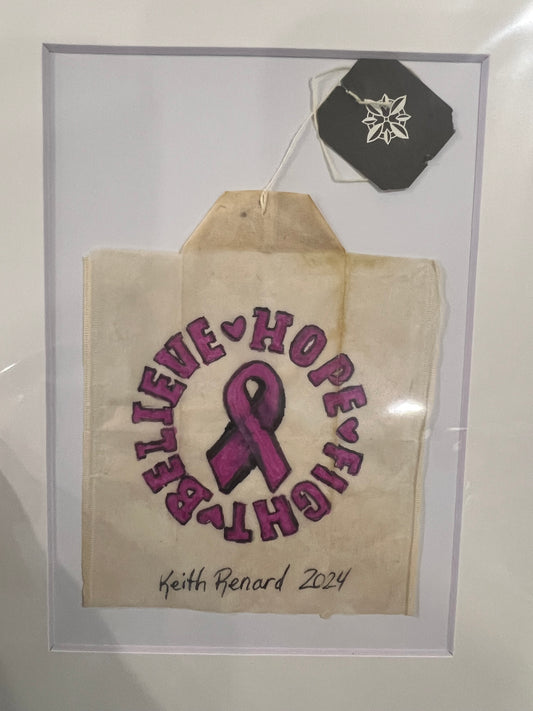 BELIEVE ♥ HOPE ♥ FIGHT ♥
Keith Renard 2024